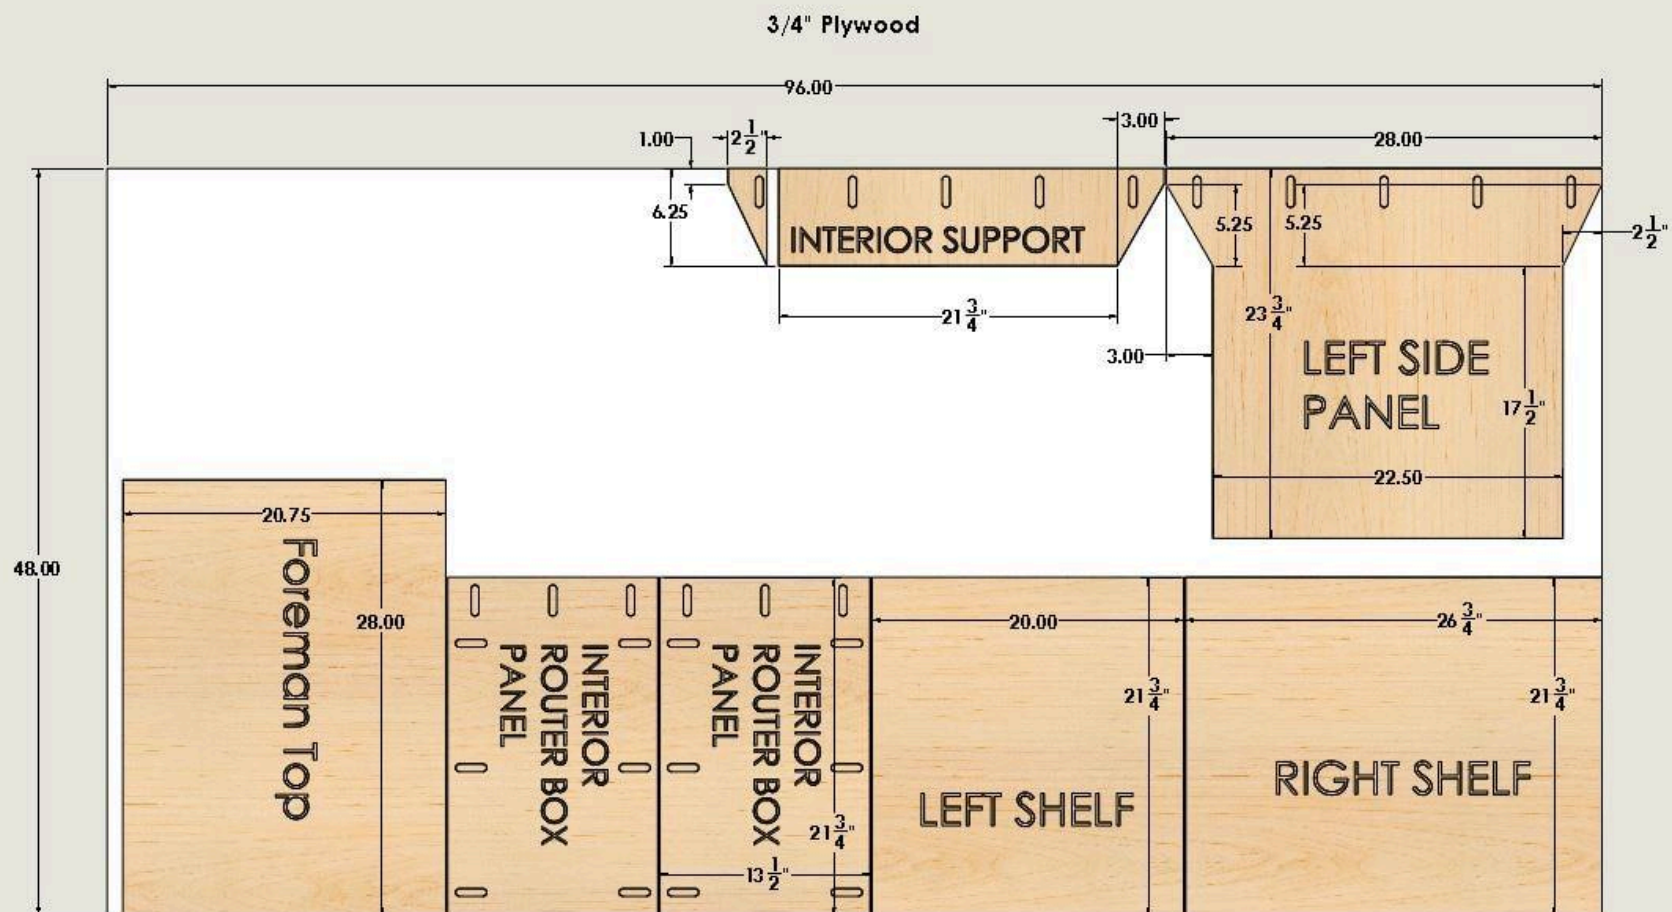 3/4" Plywood
96.00
1.00
2 1/2"
3.00
28.00
6.25
INTERIOR SUPPORT
5.25
5.25
2 1/2"
21 3/4"
23 3/4"
3.00
LEFT SIDE
PANEL
17 1/2"
22.50
48.00
20.75
Foreman Top
28.00
INTERIOR
ROUTER BOX
PANEL
INTERIOR
ROUTER BOX
PANEL
21 3/4"
13 1/2"
20.00
21 3/4"
LEFT SHELF
26 3/4"
21 3/4"
RIGHT SHELF